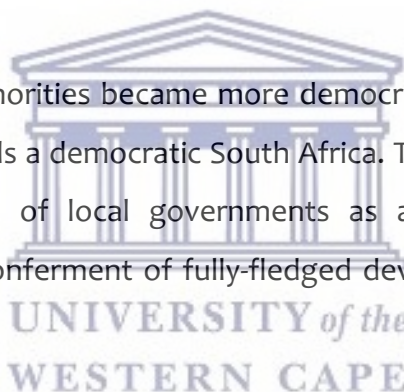 norities became more democr
ls a democratic South Africa. T
of local governments as a
onferment of fully-fledged dev
UNIVERSITY of the
WESTERN CAPE